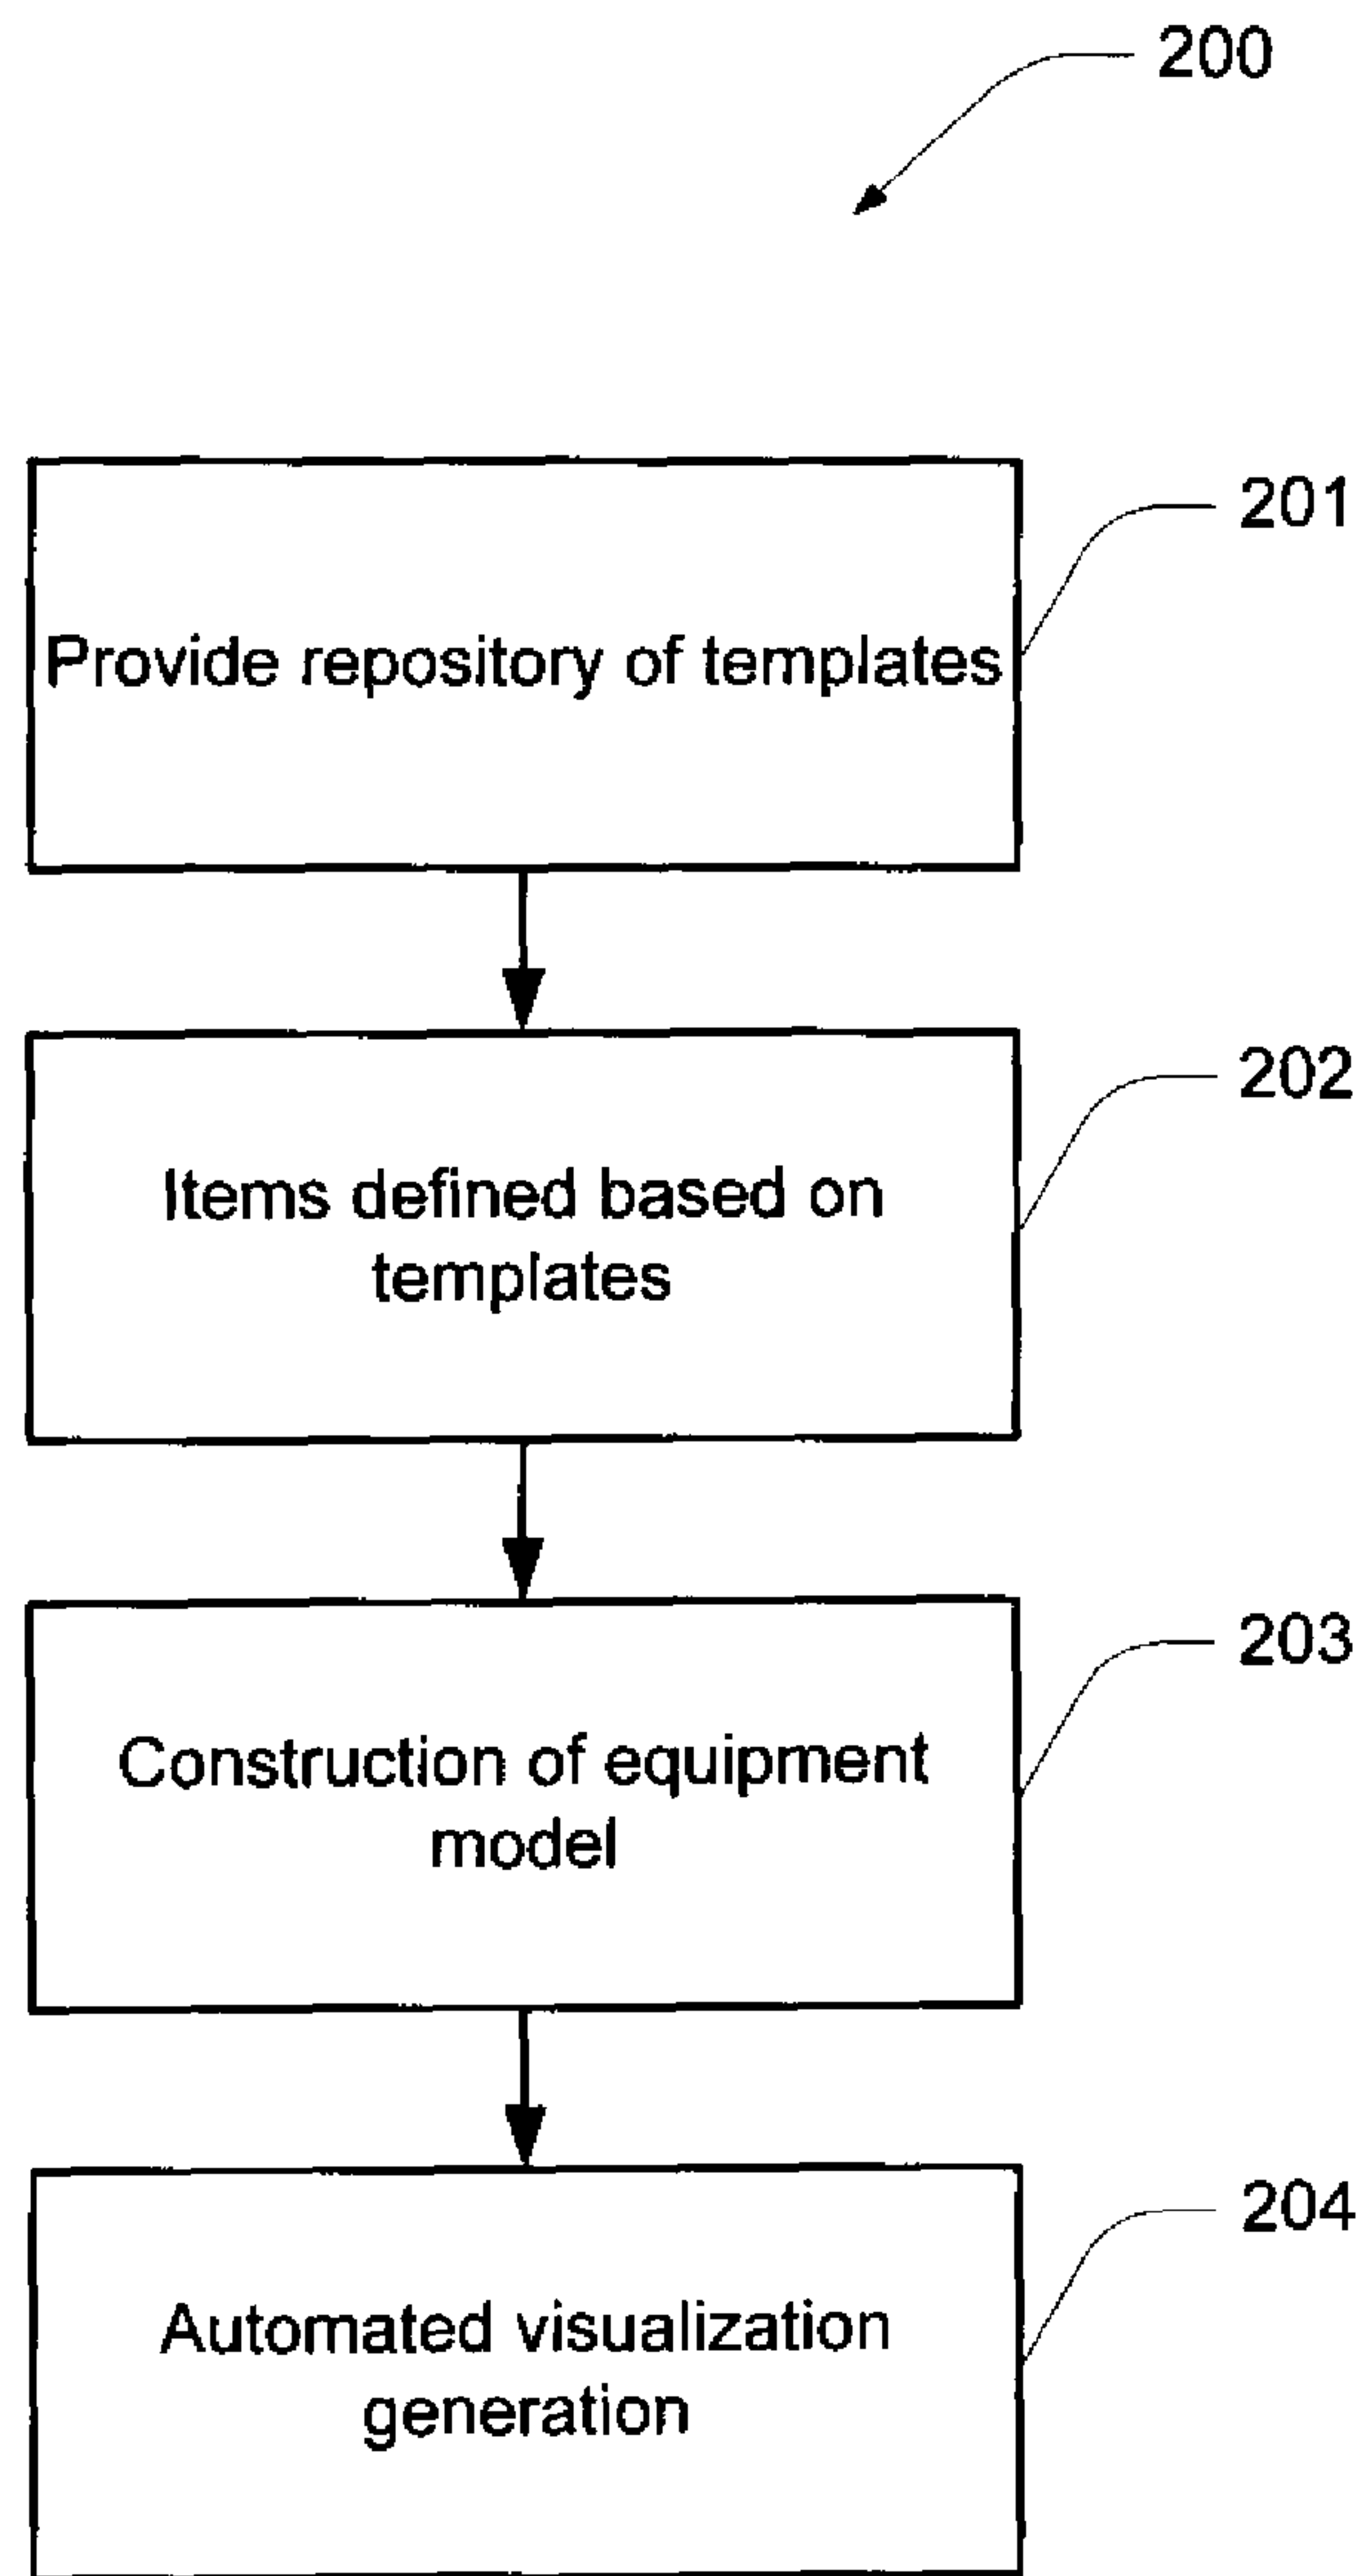 200
201
Provide repository of templates
202
Items defined based on
templates
203
Construction of equipment
model
204
Automated visualization
generation